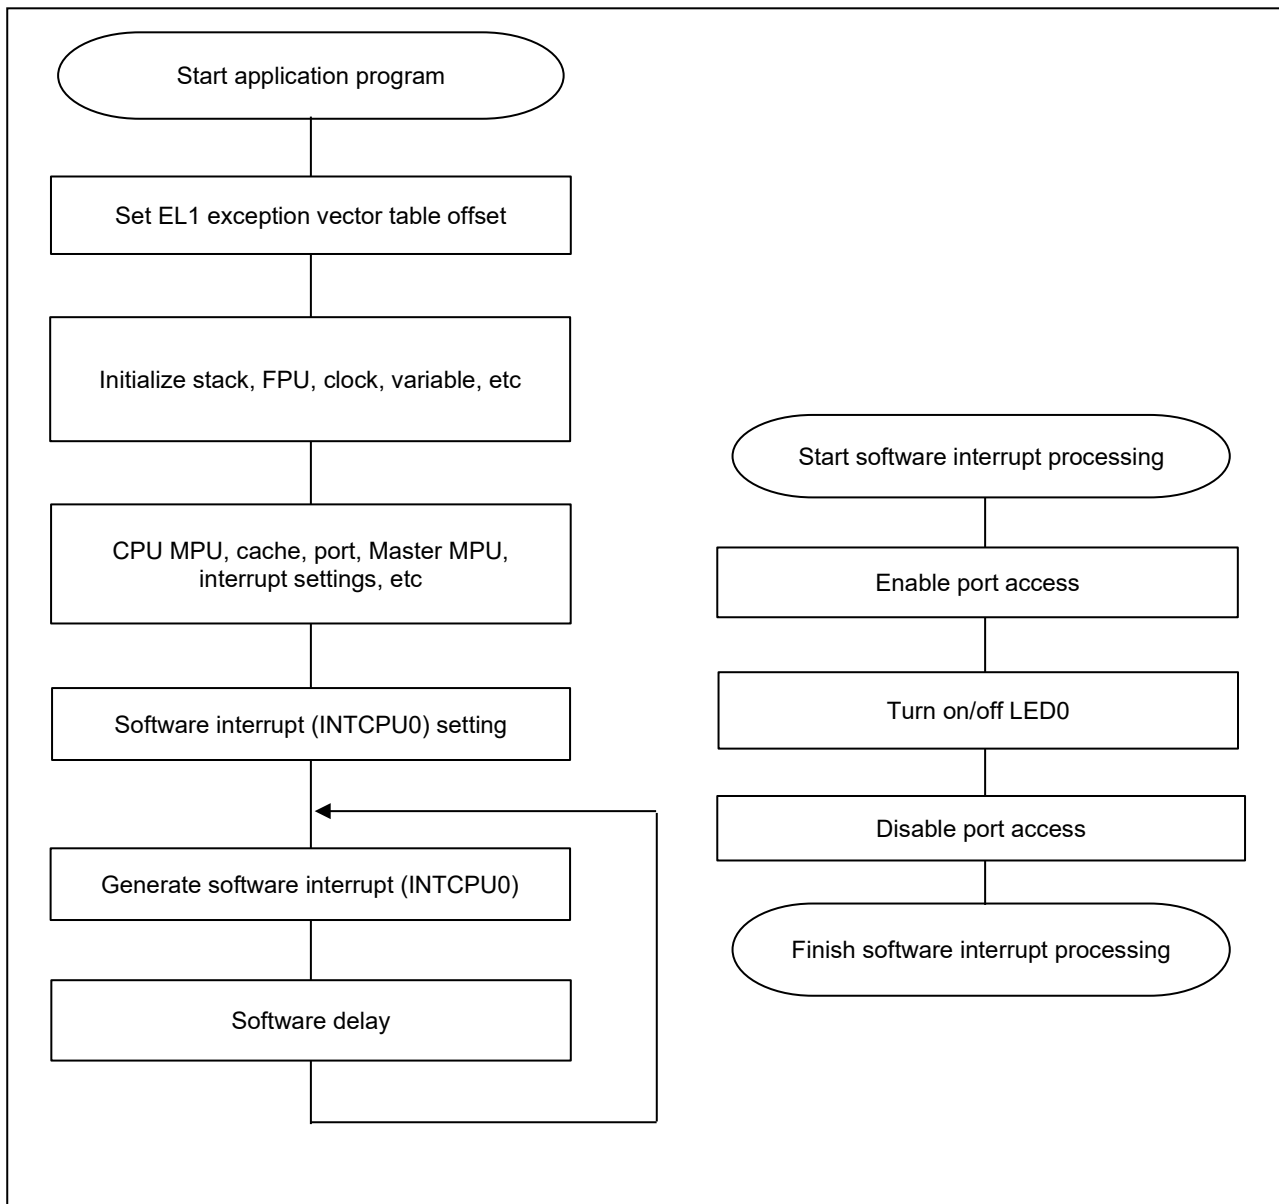 Start application program
Set EL1 exception vector table offset
Initialize stack, FPU, clock, variable, etc
CPU MPU, cache, port, Master MPU,
interrupt settings, etc
Software interrupt (INTCPU0) setting
Generate software interrupt (INTCPU0)
Software delay
Start software interrupt processing
Enable port access
Turn on/off LED0
Disable port access
Finish software interrupt processing